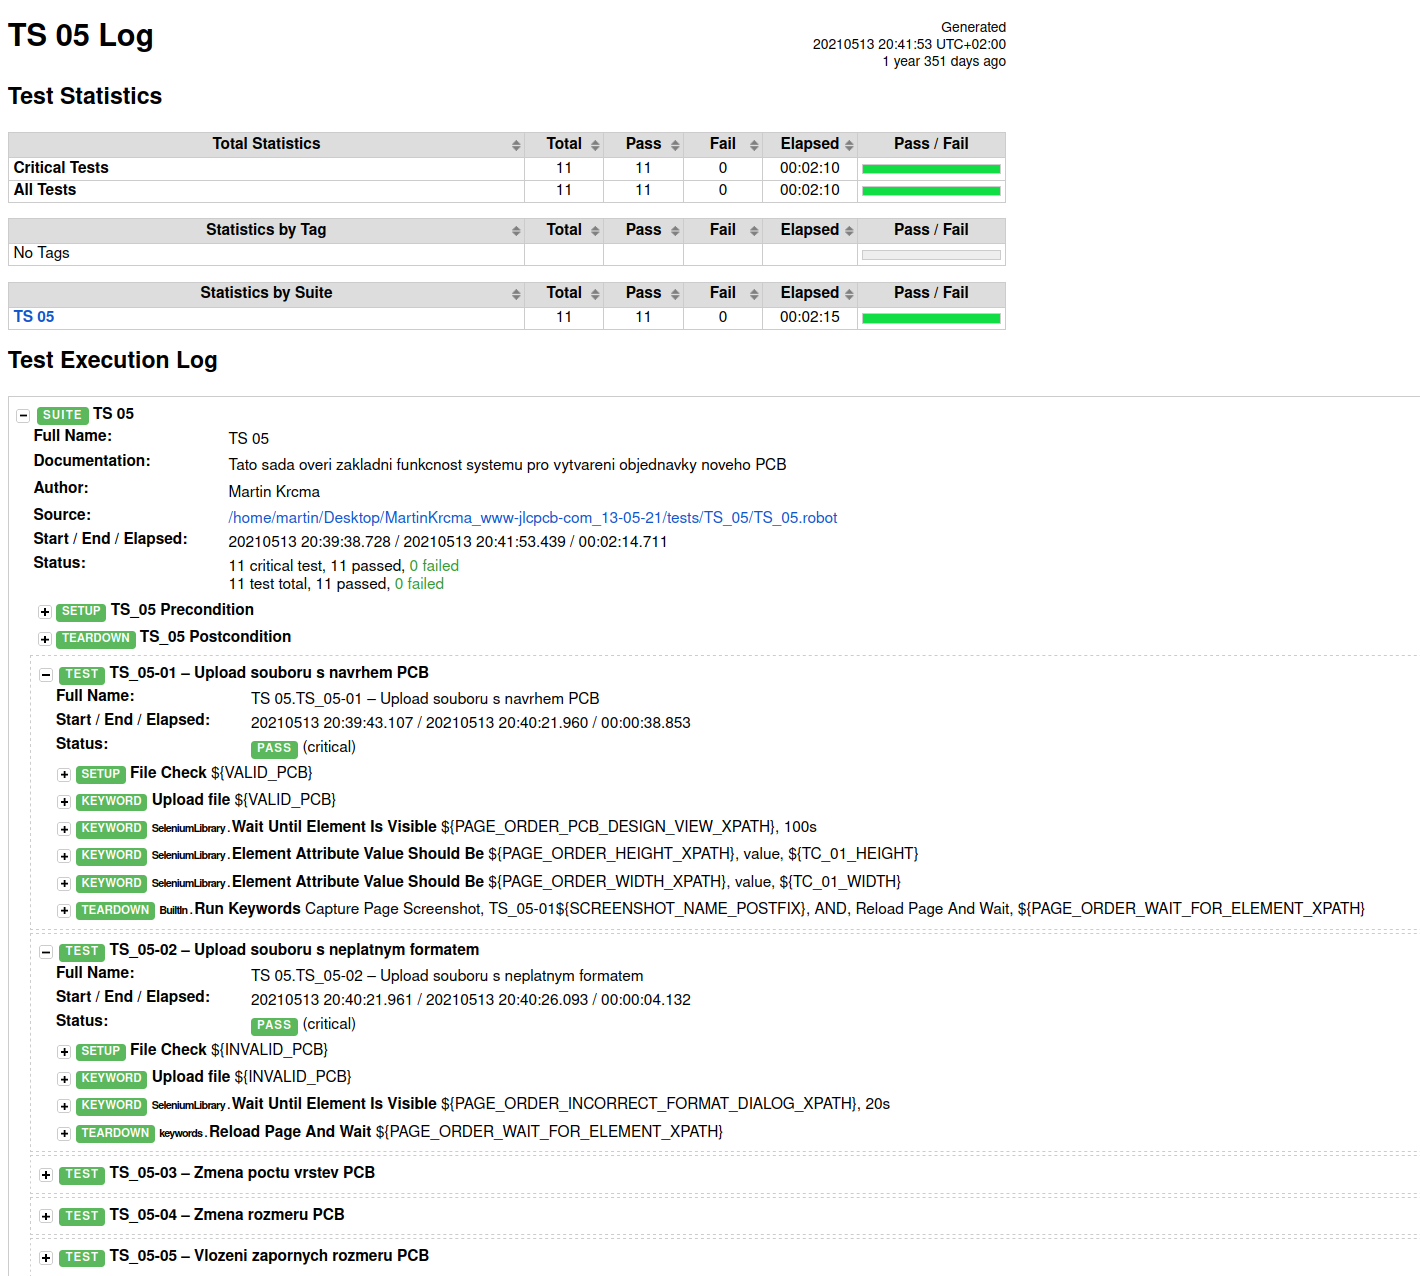 TS 05 Log
Generated
20210513 20:41:53 UTC+02:00
1 year 351 days ago
Test Statistics
Total Statistics Total Pass Fail Elapsed Pass / Fail
Critical Tests 11 11 0 00:02:10
All Tests 11 11 0 00:02:10
Statistics by Tag Total Pass Fail Elapsed Pass / Fail
No Tags
Statistics by Suite Total Pass Fail Elapsed Pass / Fail
TS 05 11 11 0 00:02:15
Test Execution Log
SUITE TS 05
Full Name: TS 05
Documentation: Tato sada overi zakladni funkcnost systemu pro vytvareni objednavky noveho PCB
Author: Martin Krcma
Source: /home/martin/Desktop/MartinKrcma_www-jlcpcb-com_13-05-21/tests/TS_05/TS_05.robot
Start / End / Elapsed: 20210513 20:39:38.728 / 20210513 20:41:53.439 / 00:02:14.711
Status: 11 critical test, 11 passed, 0 failed
11 test total, 11 passed, 0 failed
SETUP TS_05 Precondition
TEARDOWN TS_05 Postcondition
TEST TS_05-01 – Upload souboru s navrhem PCB
Full Name: TS 05.TS_05-01 – Upload souboru s navrhem PCB
Start / End / Elapsed: 20210513 20:39:43.107 / 20210513 20:40:21.960 / 00:00:38.853
Status: PASS (critical)
SETUP File Check ${VALID_PCB}
KEYWORD Upload file ${VALID_PCB}
KEYWORD SeleniumLibrary.Wait Until Element Is Visible ${PAGE_ORDER_PCB_DESIGN_VIEW_XPATH}, 100s
KEYWORD SeleniumLibrary.Element Attribute Value Should Be ${PAGE_ORDER_HEIGHT_XPATH}, value, ${TC_01_HEIGHT}
KEYWORD SeleniumLibrary.Element Attribute Value Should Be ${PAGE_ORDER_WIDTH_XPATH}, value, ${TC_01_WIDTH}
TEARDOWN BuiltIn.Run Keywords Capture Page Screenshot, TS_05-01${SCREENSHOT_NAME_POSTFIX}, AND, Reload Page And Wait, ${PAGE_ORDER_WAIT_FOR_ELEMENT_XPATH}
TEST TS_05-02 – Upload souboru s neplatnym formatem
Full Name: TS 05.TS_05-02 – Upload souboru s neplatnym formatem
Start / End / Elapsed: 20210513 20:40:21.961 / 20210513 20:40:26.093 / 00:00:04.132
Status: PASS (critical)
SETUP File Check ${INVALID_PCB}
KEYWORD Upload file ${INVALID_PCB}
KEYWORD SeleniumLibrary.Wait Until Element Is Visible ${PAGE_ORDER_INCORRECT_FORMAT_DIALOG_XPATH}, 20s
TEARDOWN keywords.Reload Page And Wait ${PAGE_ORDER_WAIT_FOR_ELEMENT_XPATH}
TEST TS_05-03 – Zmena poctu vrstev PCB
TEST TS_05-04 – Zmena rozmeru PCB
TEST TS_05-05 – Vlozeni zapornych rozmeru PCB